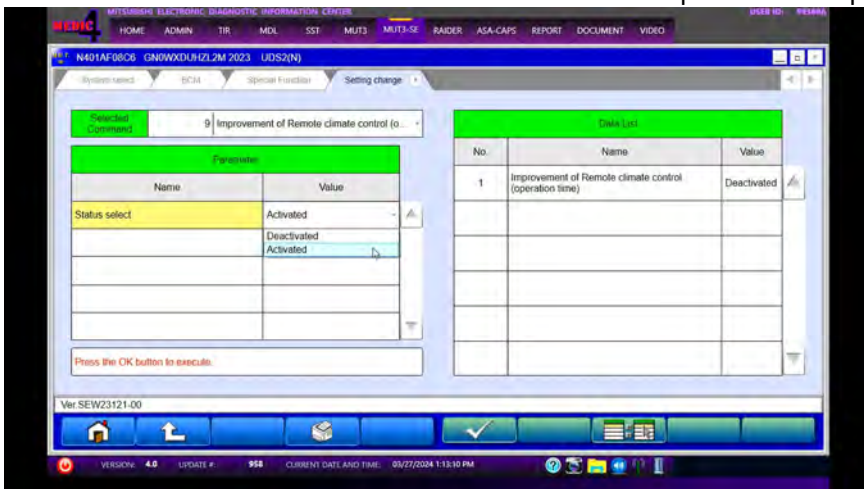 MITSUBISHI ELECTRONIC DIAGNOSTIC INFORMATION CENTER
MEDIC 4
HOME ADMIN TIR MDL SST MUT3 MUT3-SE RAIDER ASA-CAPS REPORT DOCUMENT VIDEO
N401AF08C6 GN0WXDUHZL2M 2023 UDS2(N)
System select BCM Special Function Setting change
Selected Command 9 Improvement of Remote climate control (o...
Parameter
Name Value
Status select Activated
Deactivated
Activated
Press the OK button to execute.
Data List
No. Name Value
1 Improvement of Remote climate control (operation time) Deactivated
Ver.SEW23121-00
VERSION: 4.0 UPDATE #: 958 CURRENT DATE AND TIME: 03/27/2024 1:13:10 PM